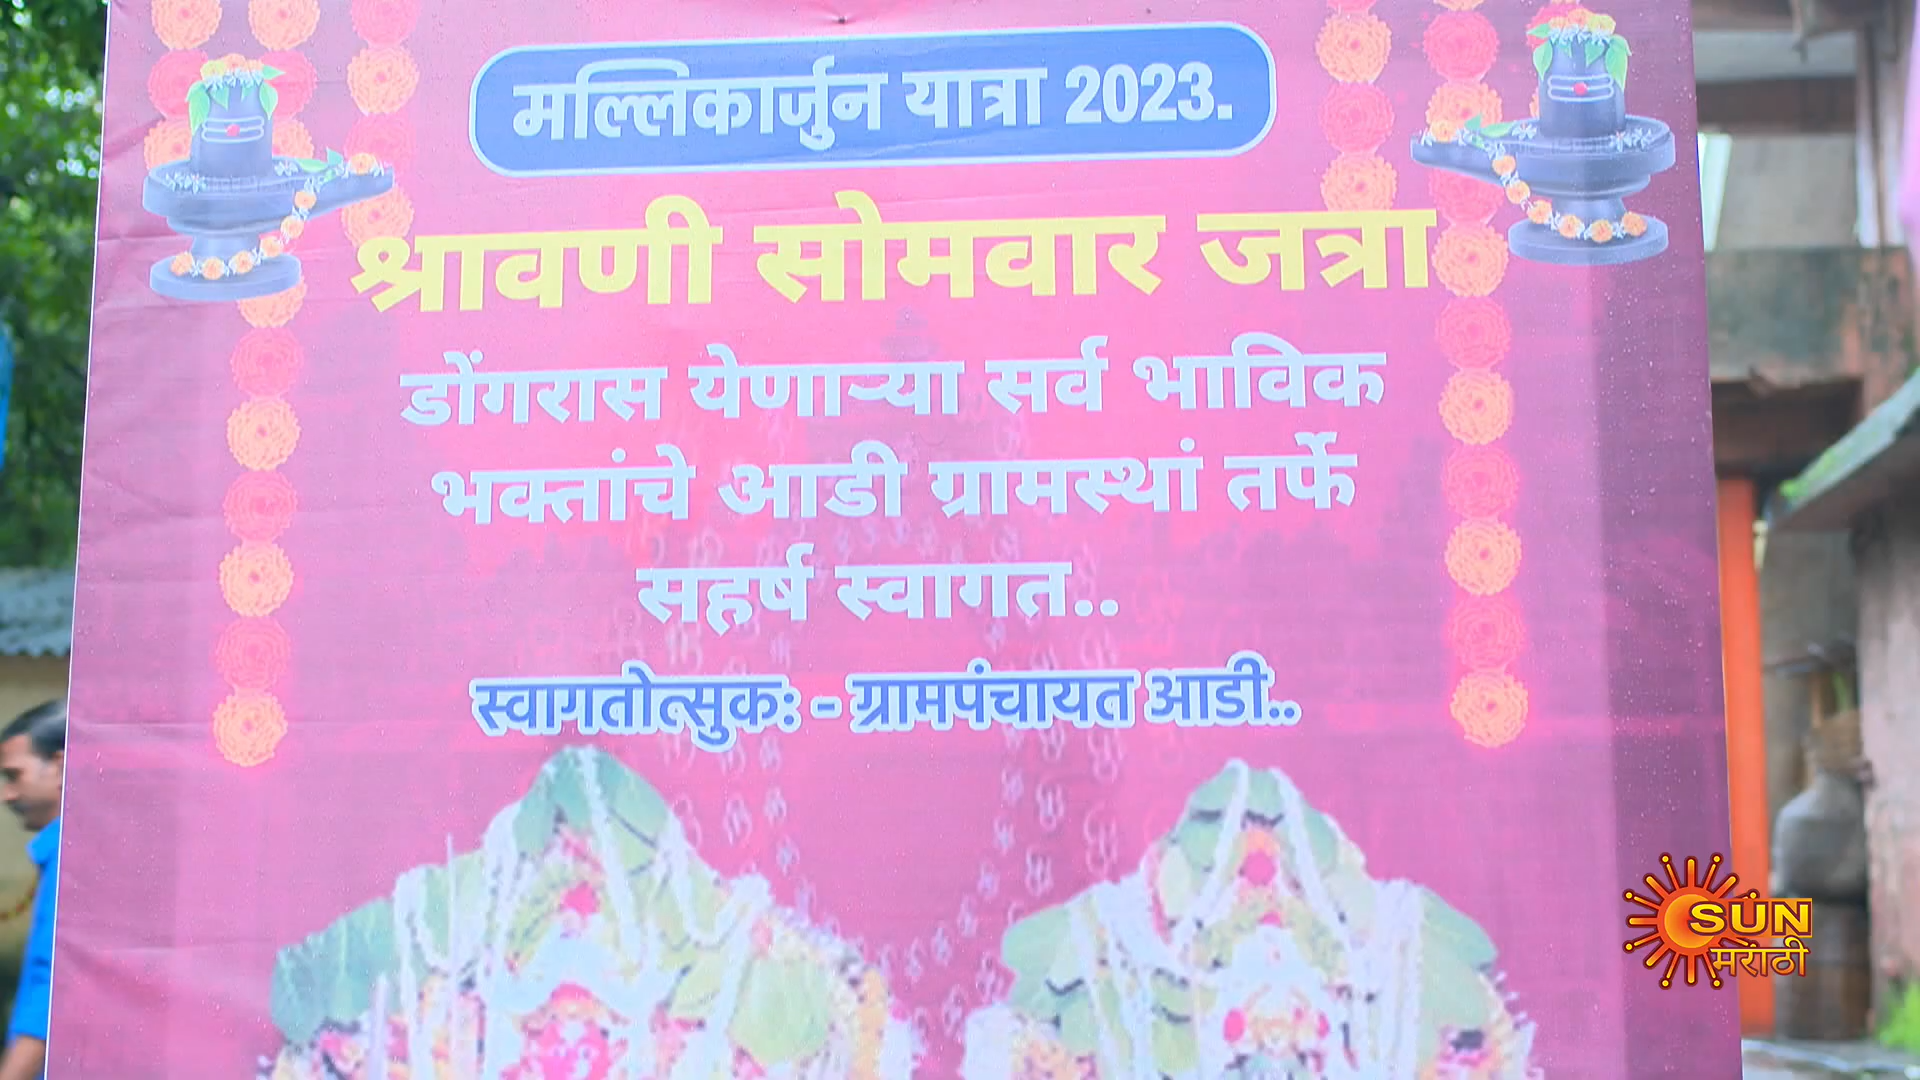 मल्लिकार्जुन यात्रा 2023.
श्रावणी सोमवार जत्रा
डोंगरास येणाऱ्या सर्व भाविक
भक्तांचे आडी ग्रामस्थां तर्फे
सहर्ष स्वागत..
स्वागतोत्सुकः - ग्रामपंचायत आडी..
SUN
मराठी